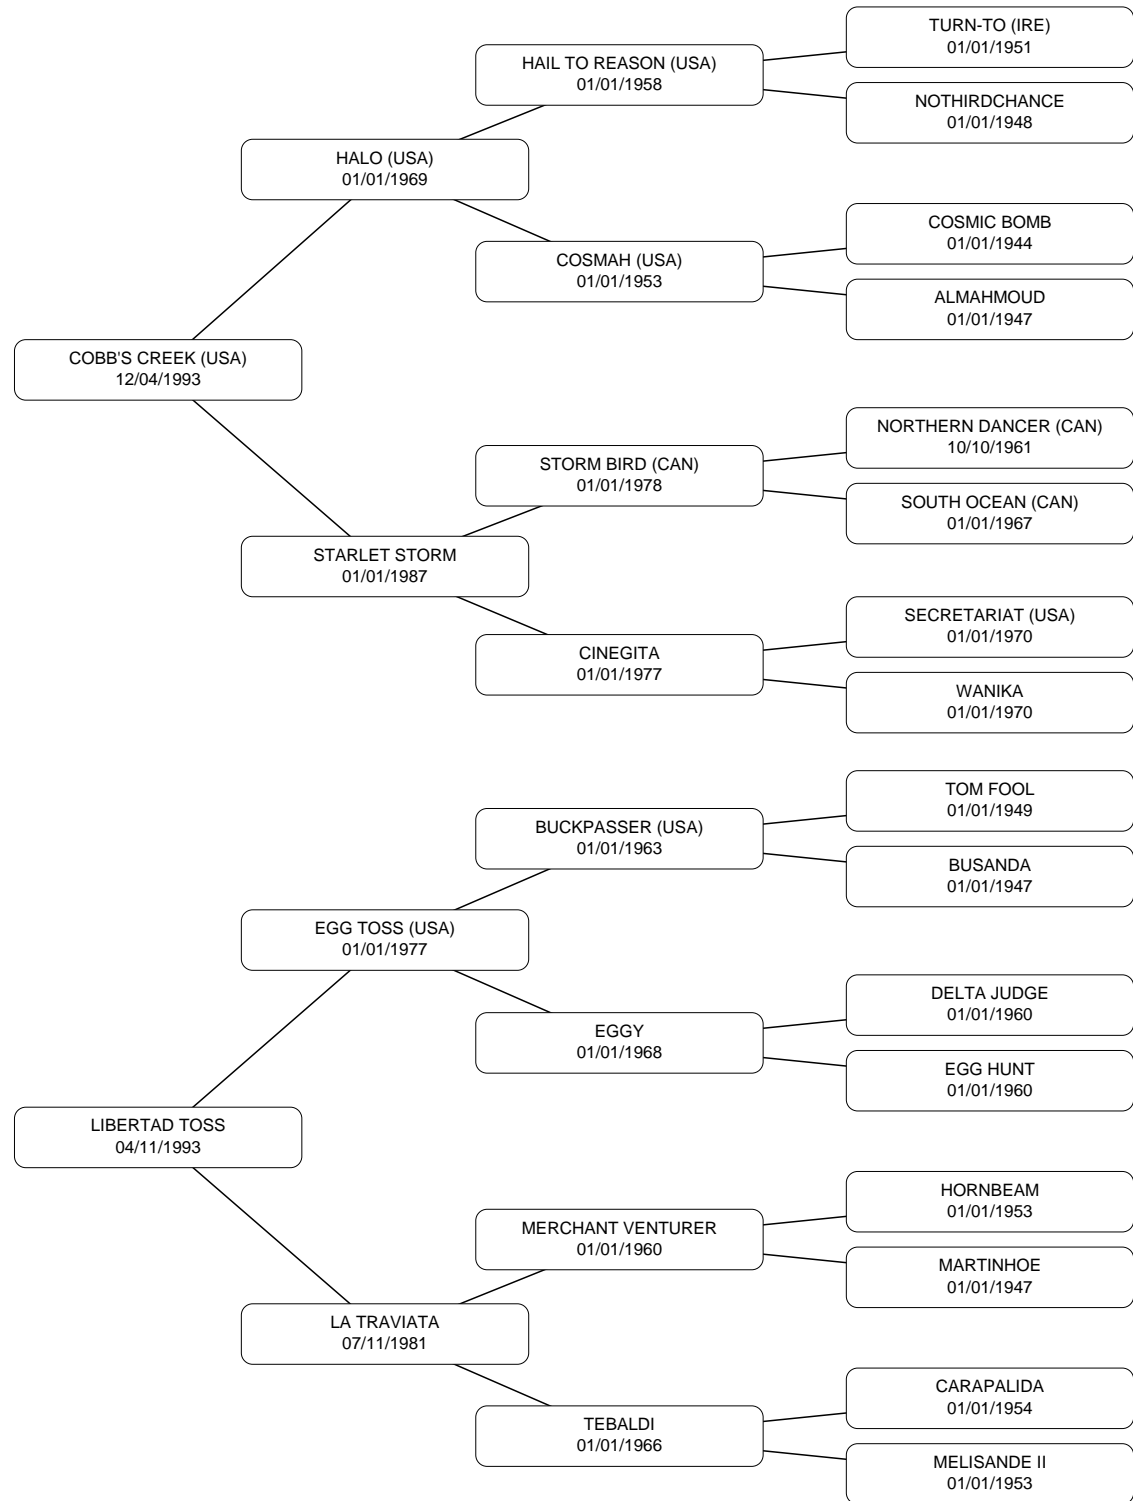 TURN-TO (IRE)
01/01/1951
HAIL TO REASON (USA)
01/01/1958
NOTHIRDCHANCE
01/01/1948
HALO (USA)
01/01/1969
COSMIC BOMB
01/01/1944
COSMAH (USA)
01/01/1953
ALMAHMOUD
01/01/1947
COBB'S CREEK (USA)
12/04/1993
NORTHERN DANCER (CAN)
10/10/1961
STORM BIRD (CAN)
01/01/1978
SOUTH OCEAN (CAN)
01/01/1967
STARLET STORM
01/01/1987
SECRETARIAT (USA)
01/01/1970
CINEGITA
01/01/1977
WANIKA
01/01/1970
TOM FOOL
01/01/1949
BUCKPASSER (USA)
01/01/1963
BUSANDA
01/01/1947
EGG TOSS (USA)
01/01/1977
DELTA JUDGE
01/01/1960
EGGY
01/01/1968
EGG HUNT
01/01/1960
LIBERTAD TOSS
04/11/1993
HORNBEAM
01/01/1953
MERCHANT VENTURER
01/01/1960
MARTINHOE
01/01/1947
LA TRAVIATA
07/11/1981
CARAPALIDA
01/01/1954
TEBALDI
01/01/1966
MELISANDE II
01/01/1953